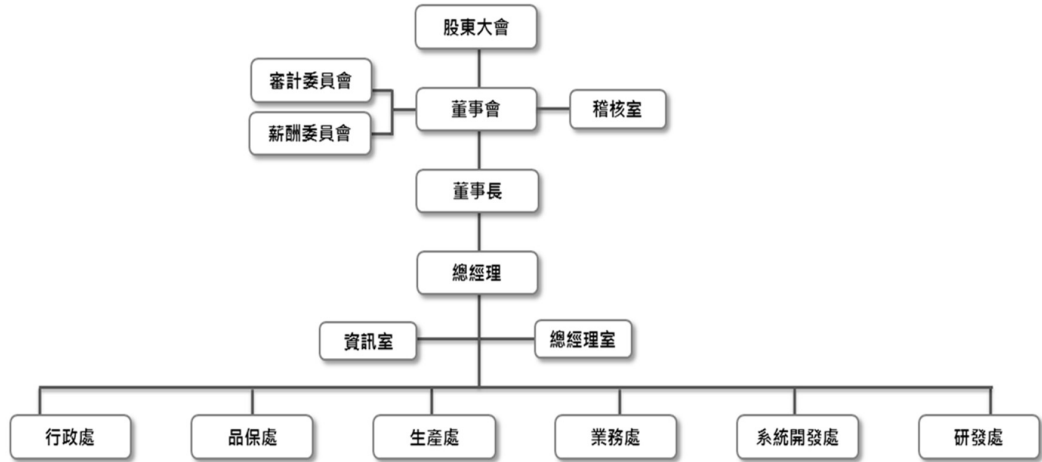 股東大會
審計委員會
董事會
稽核室
薪酬委員會
董事長
總經理
資訊室
總經理室
行政處
品保處
生產處
業務處
系統開發處
研發處